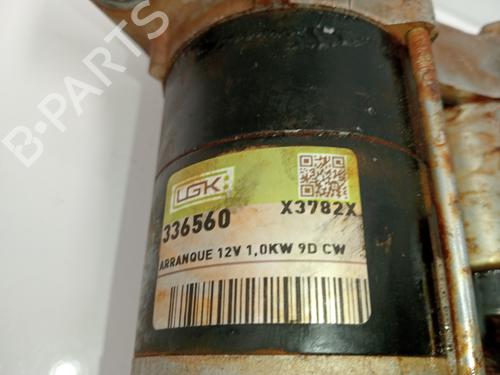 B-PARTS
LGK
336560
X3782X
ARRANQUE 12V 1,0KW 9D CW